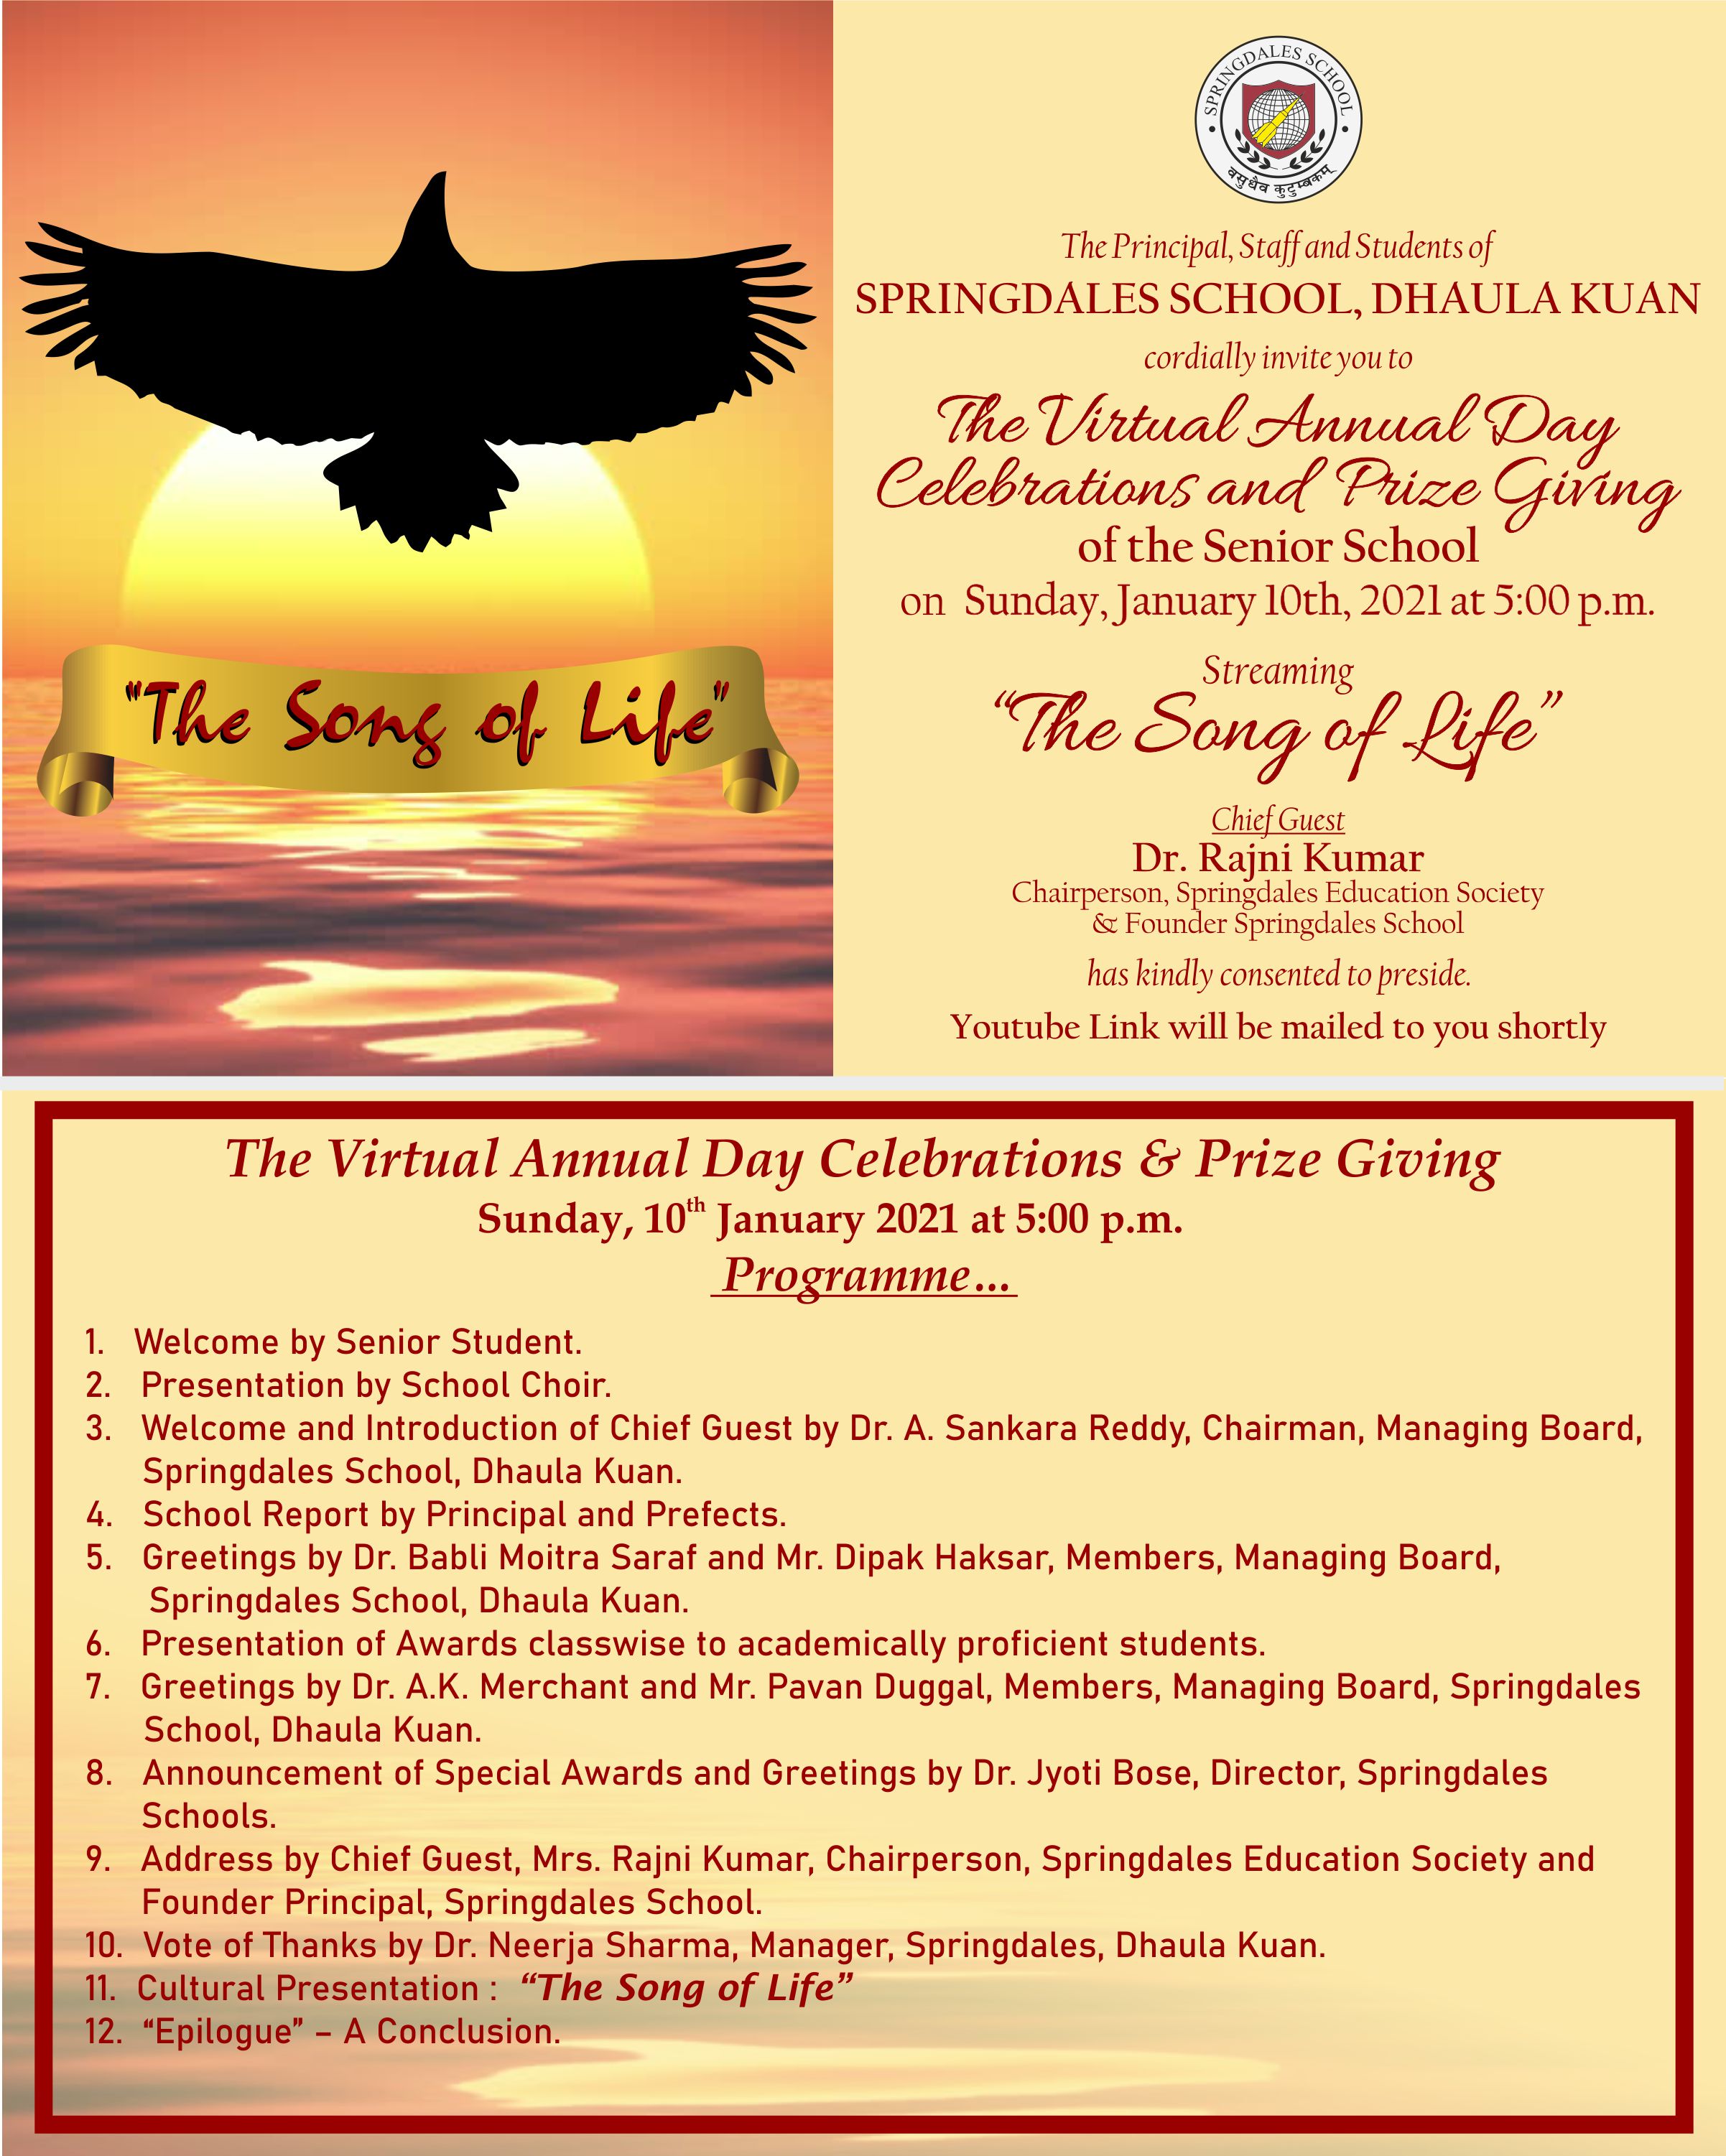 "The Song of Life"
SPRINGDALES SCHOOL
वसुधैव कुटुम्बकम्
The Principal, Staff and Students of
SPRINGDALES SCHOOL, DHAULA KUAN
cordially invite you to
The Virtual Annual Day
Celebrations and Prize Giving
of the Senior School
on Sunday, January 10th, 2021 at 5:00 p.m.
Streaming
“The Song of Life”
Chief Guest
Dr. Rajni Kumar
Chairperson, Springdales Education Society
& Founder Springdales School
has kindly consented to preside.
Youtube Link will be mailed to you shortly
The Virtual Annual Day Celebrations & Prize Giving
Sunday, 10th January 2021 at 5:00 p.m.
Programme...
1. Welcome by Senior Student.
2. Presentation by School Choir.
3. Welcome and Introduction of Chief Guest by Dr. A. Sankara Reddy, Chairman, Managing Board,
Springdales School, Dhaula Kuan.
4. School Report by Principal and Prefects.
5. Greetings by Dr. Babli Moitra Saraf and Mr. Dipak Haksar, Members, Managing Board,
Springdales School, Dhaula Kuan.
6. Presentation of Awards classwise to academically proficient students.
7. Greetings by Dr. A.K. Merchant and Mr. Pavan Duggal, Members, Managing Board, Springdales
School, Dhaula Kuan.
8. Announcement of Special Awards and Greetings by Dr. Jyoti Bose, Director, Springdales
Schools.
9. Address by Chief Guest, Mrs. Rajni Kumar, Chairperson, Springdales Education Society and
Founder Principal, Springdales School.
10. Vote of Thanks by Dr. Neerja Sharma, Manager, Springdales, Dhaula Kuan.
11. Cultural Presentation : “The Song of Life”
12. “Epilogue” – A Conclusion.